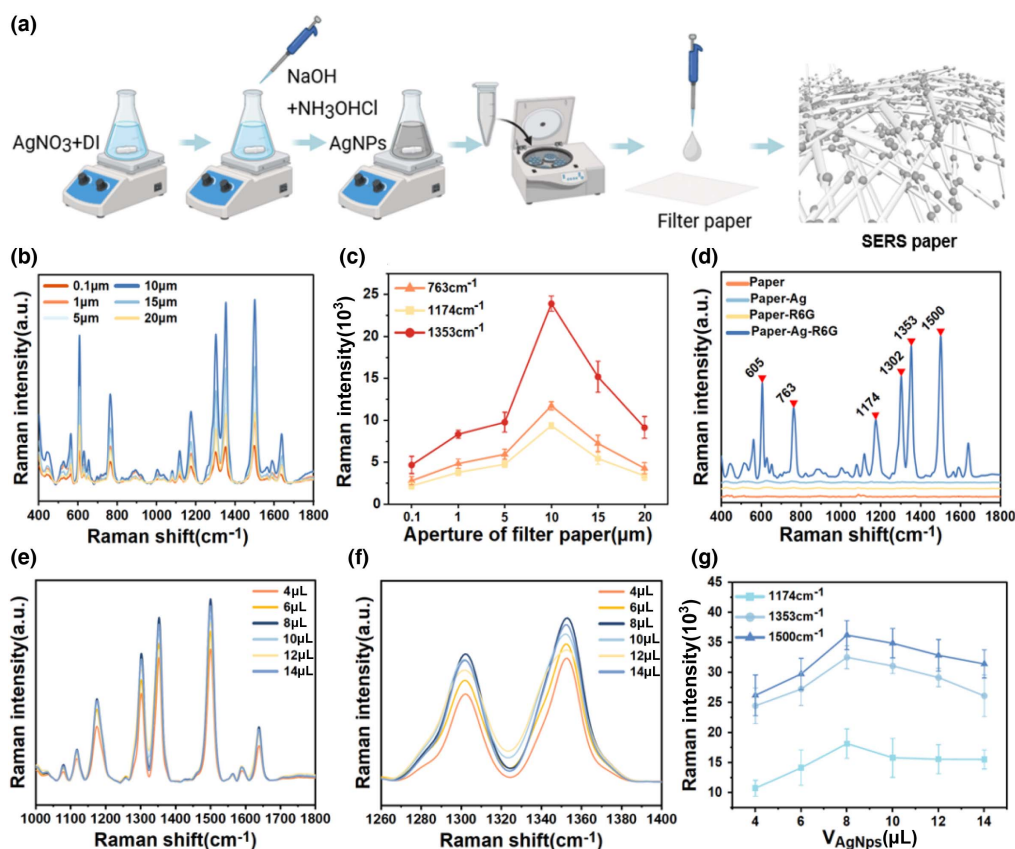 (a)
NaOH
+NH3OHCl
AgNO3+DI
AgNPs
Filter paper
SERS paper
(b)
Raman intensity(a.u.)
0.1μm
1μm
5μm
10μm
15μm
20μm
400 600 800 1000 1200 1400 1600 1800
Raman shift(cm-1)
(c)
Raman intensity(103)
25
20
15
10
5
0
763cm-1
1174cm-1
1353cm-1
0.1 1 5 10 15 20
Aperture of filter paper(μm)
(d)
Raman intensity(a.u.)
Paper
Paper-Ag
Paper-R6G
Paper-Ag-R6G
605
763
1174
1302
1353
1500
400 600 800 1000 1200 1400 1600 1800
Raman shift(cm-1)
(e)
Raman intensity(a.u.)
4μL
6μL
8μL
10μL
12μL
14μL
1000 1100 1200 1300 1400 1500 1600 1700 1800
Raman shift(cm-1)
(f)
Raman intensity(a.u.)
4μL
6μL
8μL
10μL
12μL
14μL
1260 1280 1300 1320 1340 1360 1380 1400
Raman shift(cm-1)
(g)
Raman intensity(103)
45
40
35
30
25
20
15
10
1174cm-1
1353cm-1
1500cm-1
4 6 8 10 12 14
VAgNps(μL)